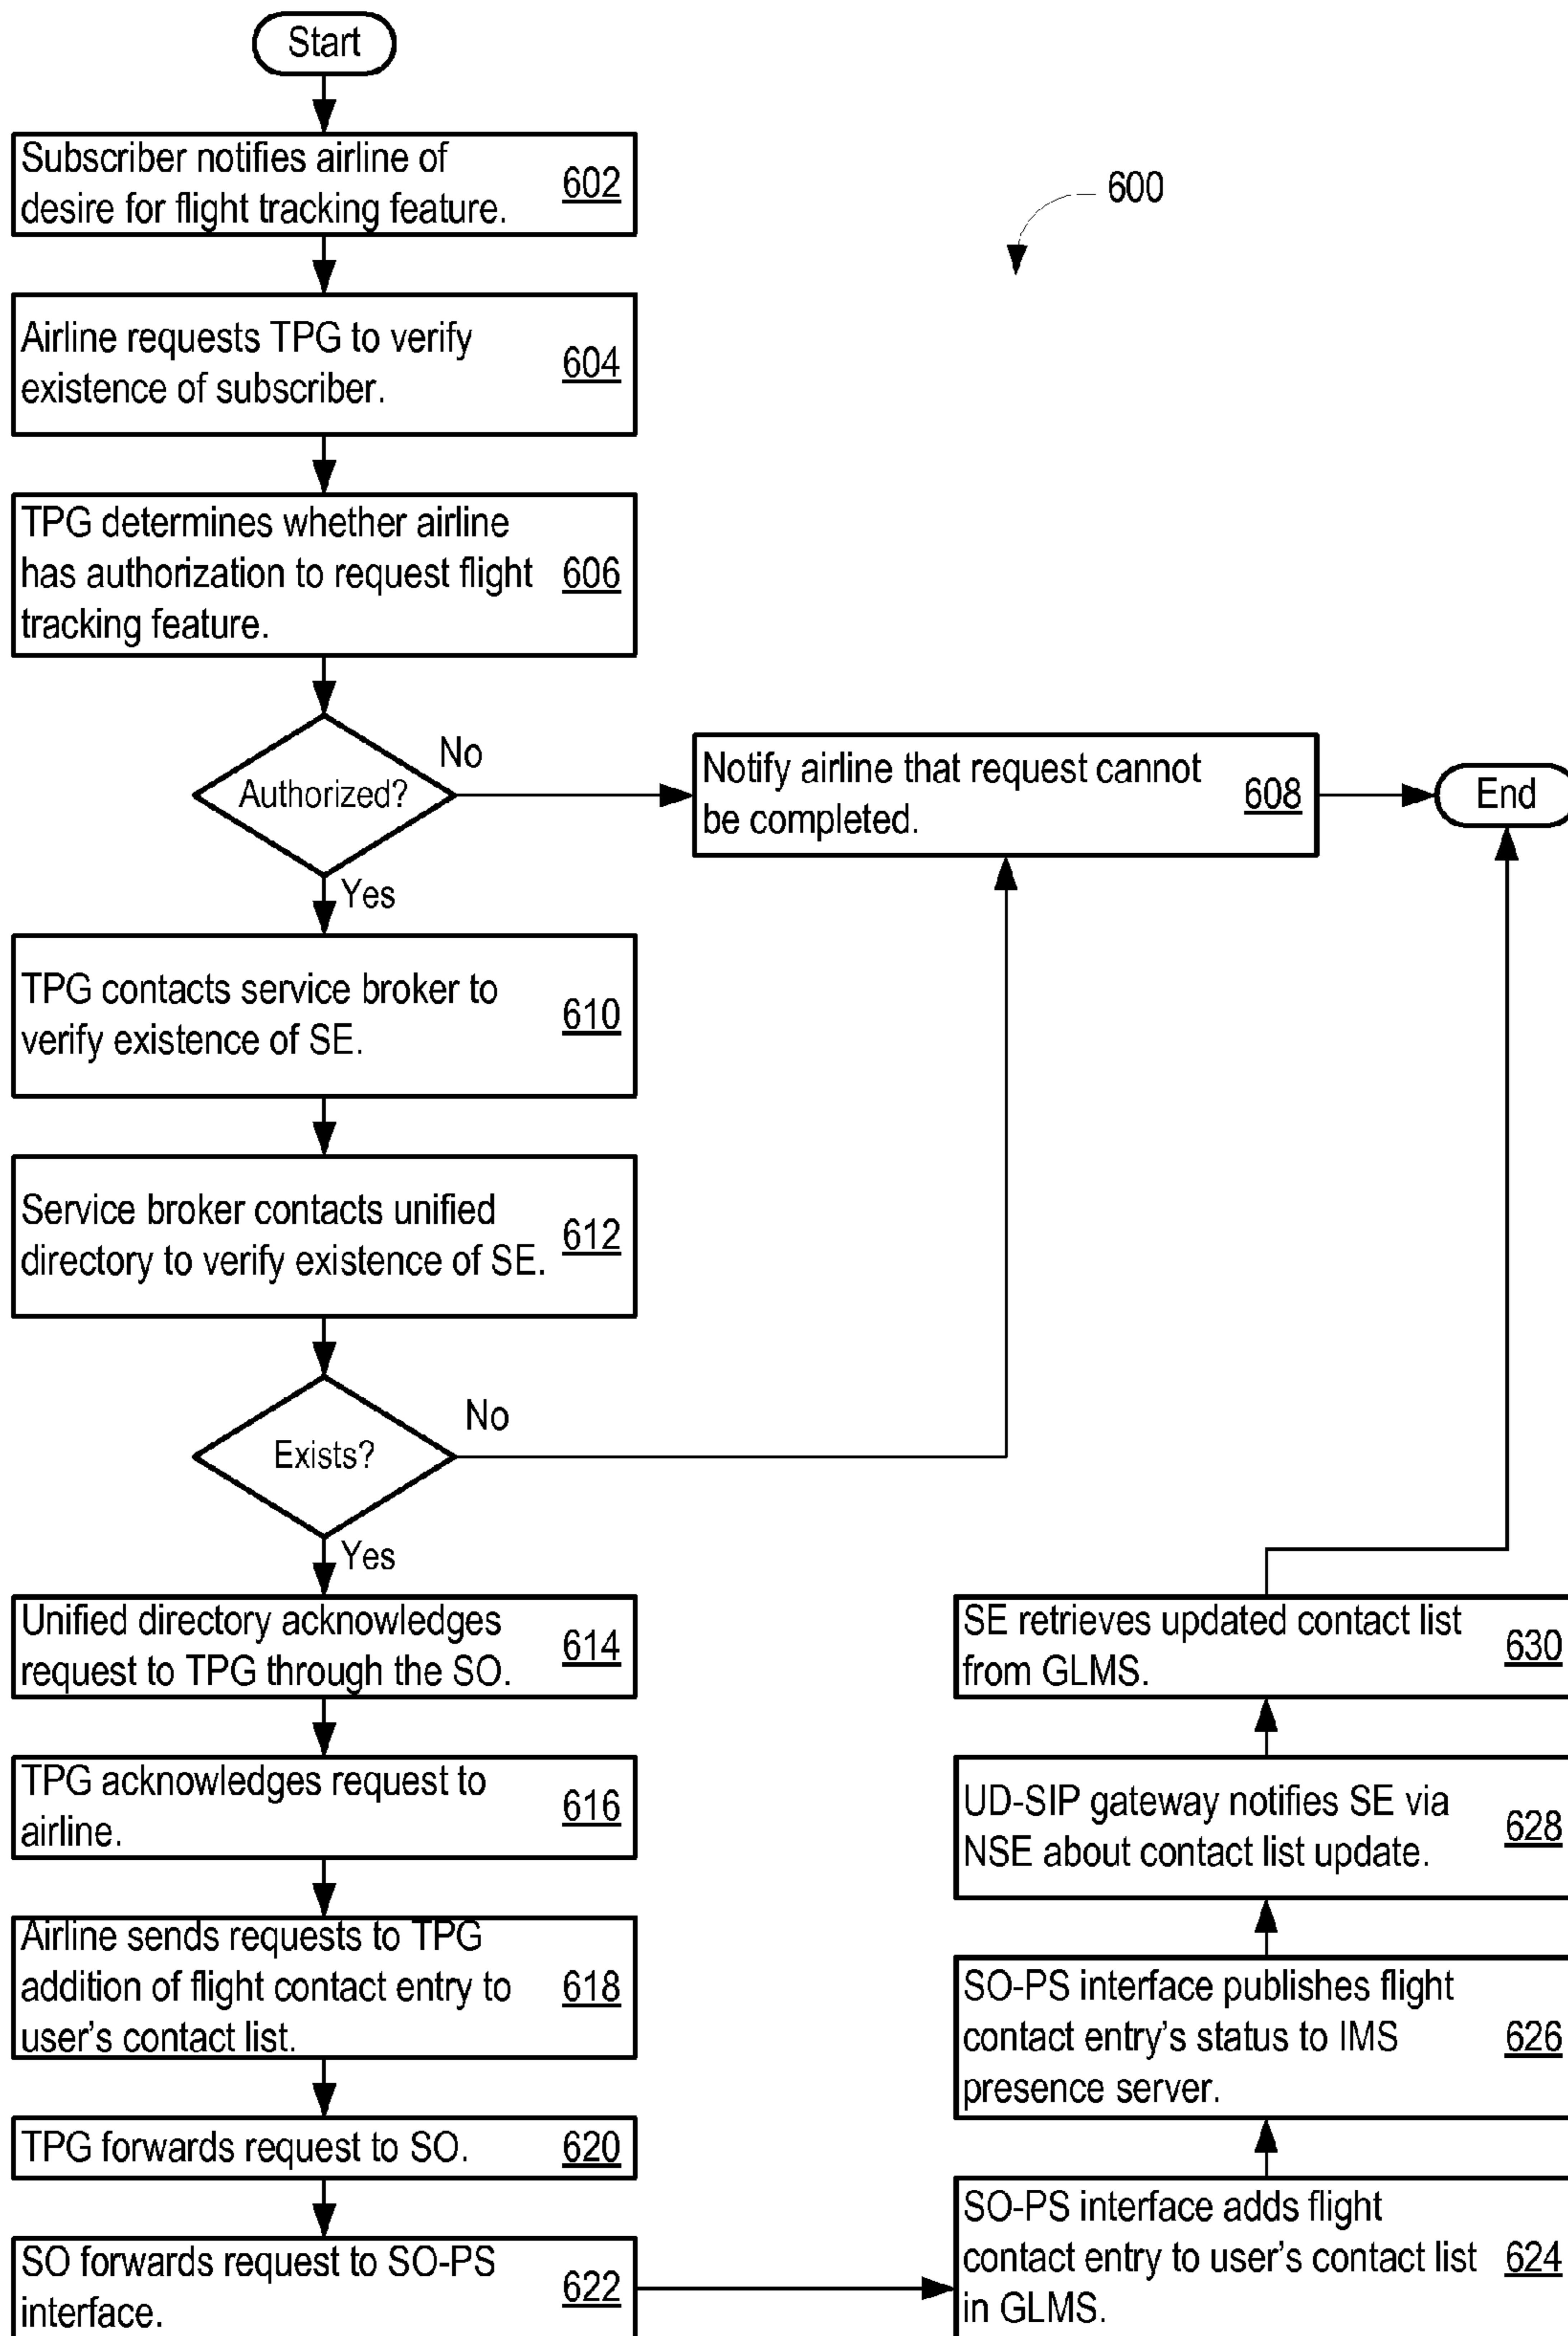 Start
Subscriber notifies airline of
desire for flight tracking feature.
602
600
Airline requests TPG to verify
existence of subscriber.
604
TPG determines whether airline
has authorization to request flight
tracking feature.
606
Authorized?
No
Yes
Notify airline that request cannot
be completed.
608
End
TPG contacts service broker to
verify existence of SE.
610
Service broker contacts unified
directory to verify existence of SE.
612
Exists?
No
Yes
Unified directory acknowledges
request to TPG through the SO.
614
TPG acknowledges request to
airline.
616
Airline sends requests to TPG
addition of flight contact entry to
user's contact list.
618
TPG forwards request to SO.
620
SO forwards request to SO-PS
interface.
622
SO-PS interface adds flight
contact entry to user's contact list
in GLMS.
624
SO-PS interface publishes flight
contact entry's status to IMS
presence server.
626
UD-SIP gateway notifies SE via
NSE about contact list update.
628
SE retrieves updated contact list
from GLMS.
630